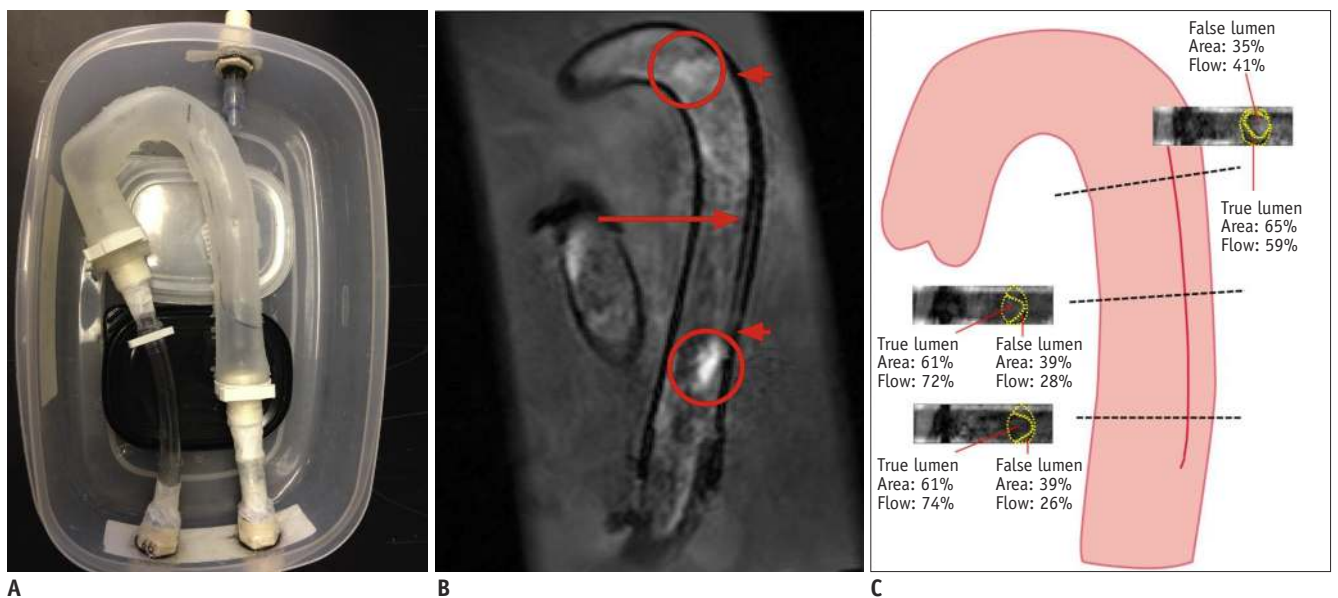 False lumen
Area: 35%
Flow: 41%
True lumen
Area: 65%
Flow: 59%
True lumen
Area: 61%
Flow: 72%
False lumen
Area: 39%
Flow: 28%
True lumen
Area: 61%
Flow: 74%
False lumen
Area: 39%
Flow: 26%
A
B
C